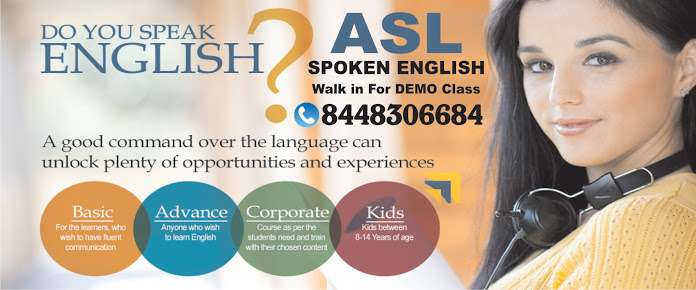 DO YOU SPEAK
ENGLISH?
ASL
SPOKEN ENGLISH
Walk in For DEMO Class
8448306684
A good command over the language can
unlock plenty of opportunities and experiences
Basic
For the learners, who
wish to have fluent
communication
Advance
Anyone who wish
to learn English
Corporate
Course as per the
students need and train
with their chosen content
Kids
Kids between
8-14 Years of age